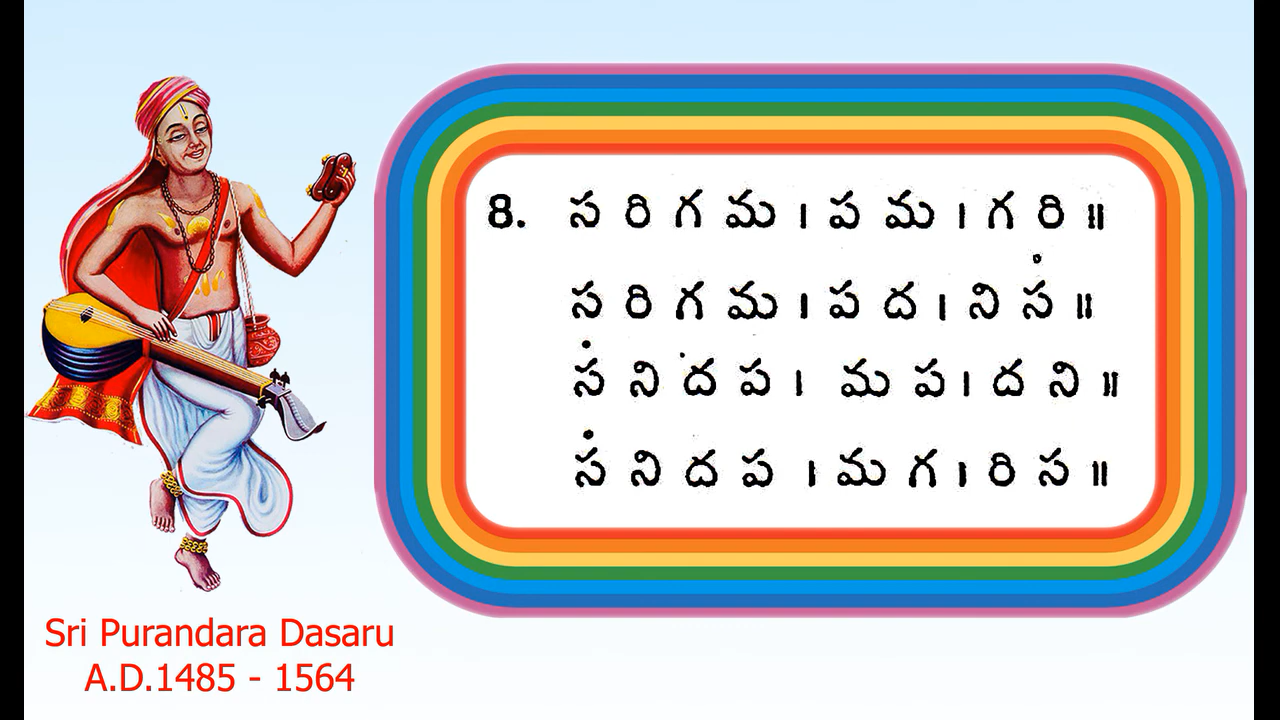 8. స రి గ మ । ప మ । గ రి ॥
స రి గ మ । ప ద । ని స̇ ॥
స̇ ని ద ప । మ ప । ద ని ॥
స̇ ని ద ప । మ గ । రి స ॥
Sri Purandara Dasaru
A.D.1485 - 1564